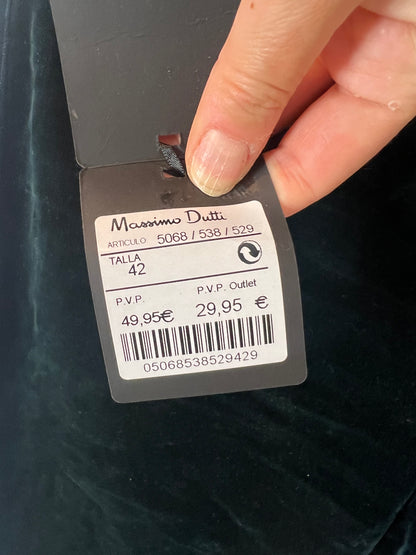 Massimo Dutti
ARTICULO 5068 / 538 / 529
TALLA
42
P.V.P. P.V.P. Outlet
49,95€ 29,95 €
05068538529429